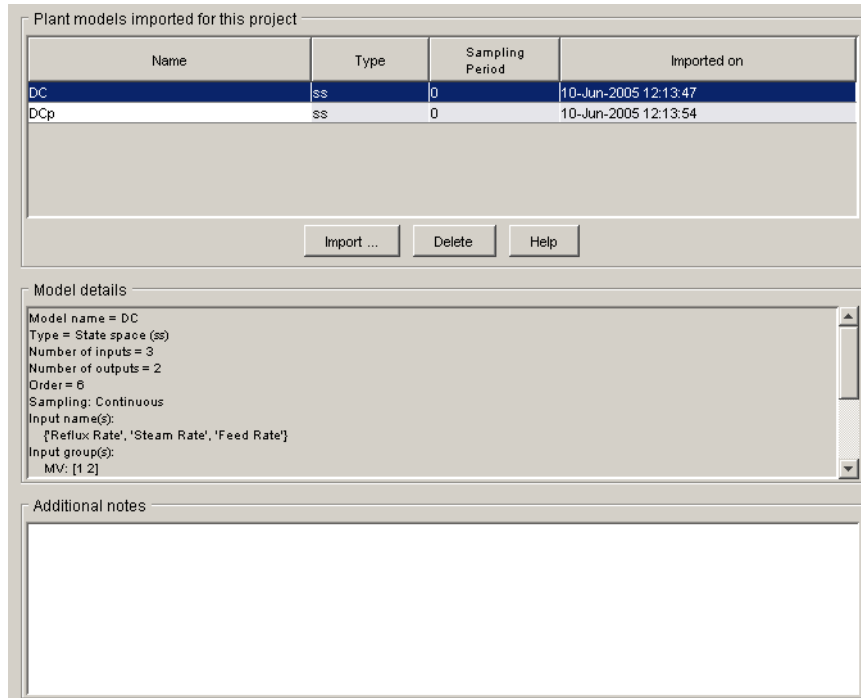 Plant models imported for this project
Name Type Sampling Period Imported on
DC ss 0 10-Jun-2005 12:13:47
DCp ss 0 10-Jun-2005 12:13:54
Import ... Delete Help
Model details
Model name = DC
Type = State space (ss)
Number of inputs = 3
Number of outputs = 2
Order = 6
Sampling: Continuous
Input name(s):
{'Reflux Rate', 'Steam Rate', 'Feed Rate'}
Input group(s):
MV: [1 2]
Additional notes